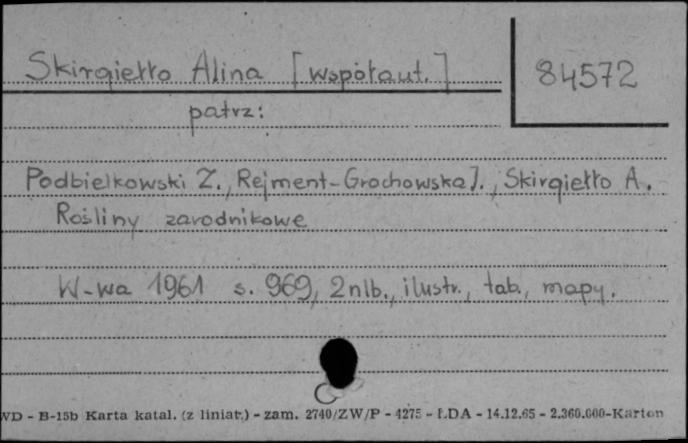 Skirgiełło Alina [współaut.]
84572
patrz:
Podbielkowski Z., Rejment-Grochowska J., Skirgiełło A.
Rośliny zarodnikowe
W-wa 1961 s. 969, 2nlb., ilustr., tab., mapy.
WD - B-15b Karta katal. (z liniat.) - zam. 2740/ZW/P - 4275 - LDA - 14.12.65 - 2.360.000-Karton